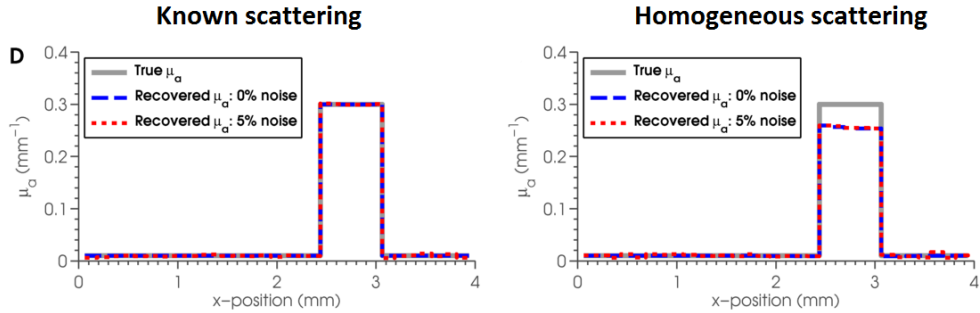 Known scattering
Homogeneous scattering
D
0.4
0.3
0.2
0.1
0
μa (mm⁻¹)
True μa
Recovered μa: 0% noise
Recovered μa: 5% noise
0 1 2 3 4
x-position (mm)
0.4
0.3
0.2
0.1
0
μa (mm⁻¹)
True μa
Recovered μa: 0% noise
Recovered μa: 5% noise
0 1 2 3 4
x-position (mm)